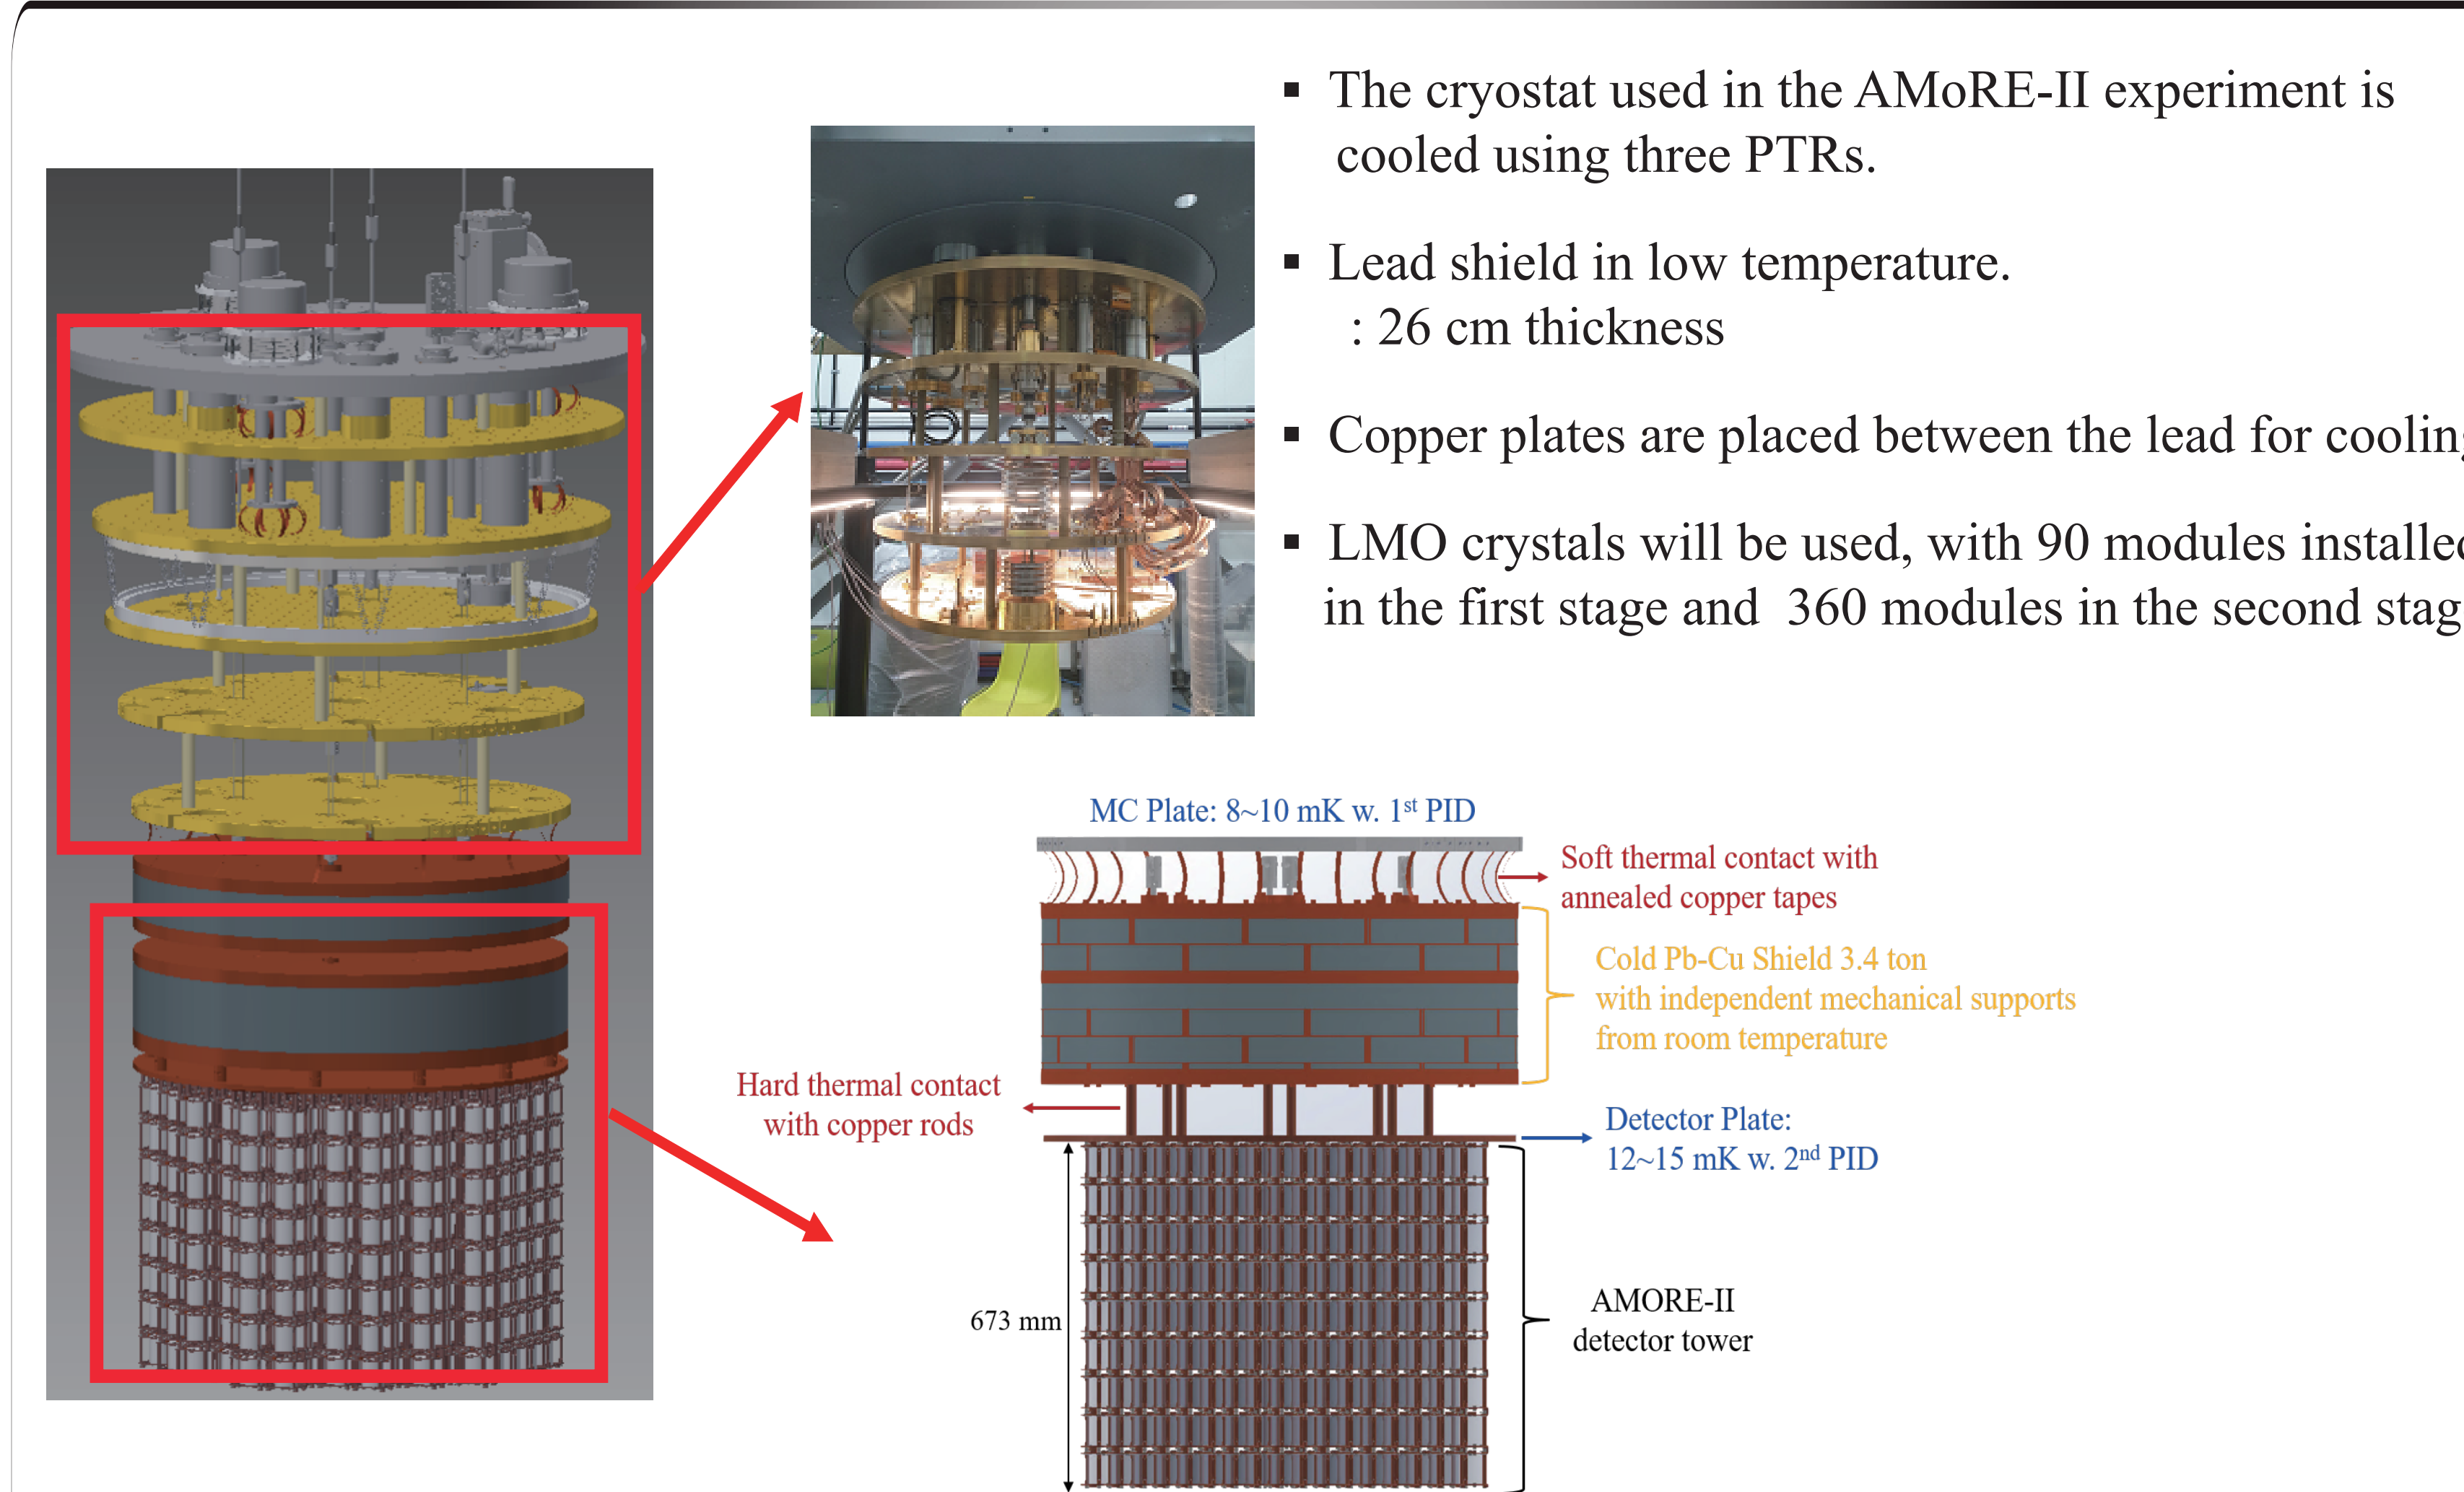 ▪ The cryostat used in the AMoRE-II experiment is
cooled using three PTRs.
▪ Lead shield in low temperature.
: 26 cm thickness
▪ Copper plates are placed between the lead for cooling
▪ LMO crystals will be used, with 90 modules installed
in the first stage and 360 modules in the second stag
MC Plate: 8~10 mK w. 1st PID
Soft thermal contact with
annealed copper tapes
Cold Pb-Cu Shield 3.4 ton
with independent mechanical supports
from room temperature
Hard thermal contact
with copper rods
Detector Plate:
12~15 mK w. 2nd PID
673 mm
AMORE-II
detector tower